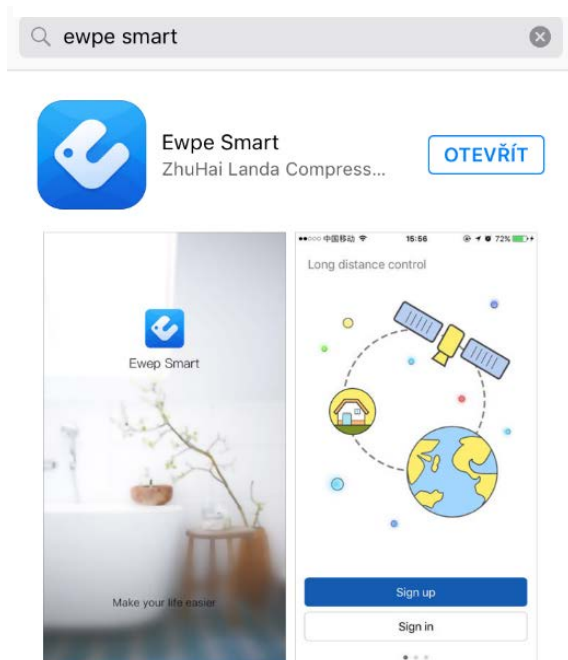 ewpe smart
Ewpe Smart
OTEVŘÍT
ZhuHai Landa Compress...
Ewep Smart
Make your life easier
中国移动 15:56 72%
Long distance control
Sign up
Sign in